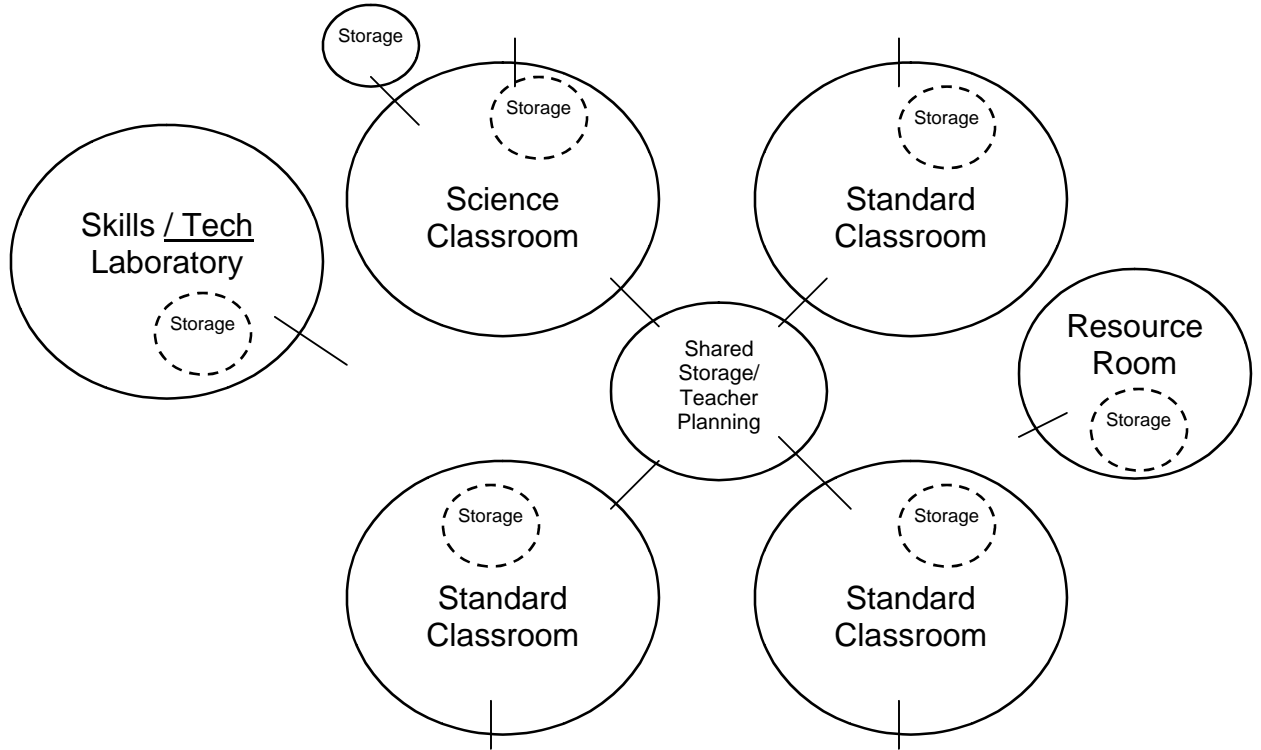 Storage
Storage
Science
Classroom
Storage
Standard
Classroom
Skills / Tech
Laboratory
Storage
Shared
Storage/
Teacher
Planning
Resource
Room
Storage
Storage
Standard
Classroom
Storage
Standard
Classroom